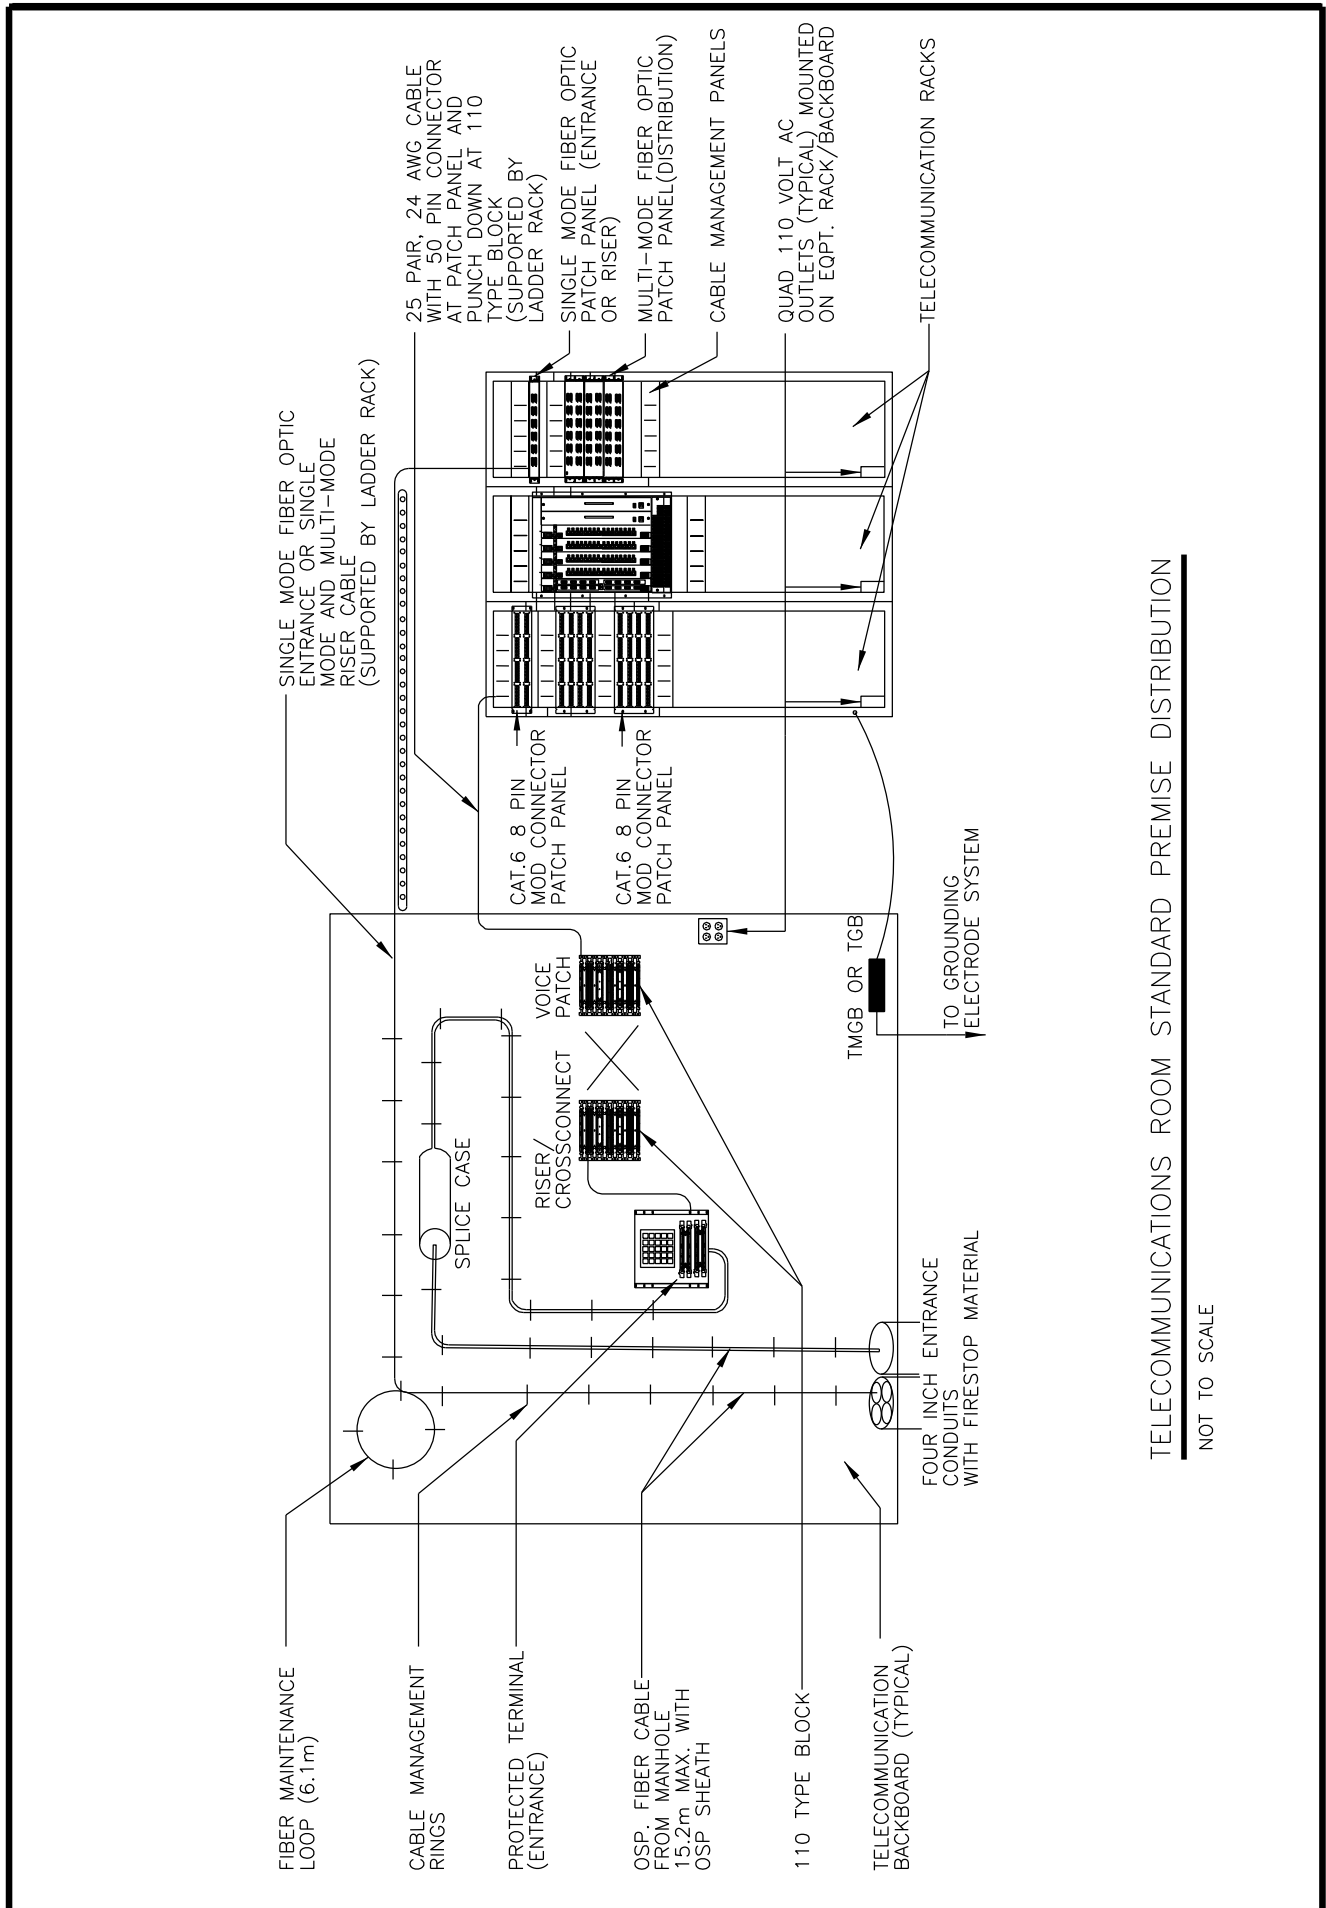 FIBER MAINTENANCE
LOOP (6.1m)
CABLE MANAGEMENT
RINGS
PROTECTED TERMINAL
(ENTRANCE)
OSP. FIBER CABLE
FROM MANHOLE
15.2m MAX. WITH
OSP SHEATH
110 TYPE BLOCK
TELECOMMUNICATION
BACKBOARD (TYPICAL)
SINGLE MODE FIBER OPTIC
ENTRANCE OR SINGLE
MODE AND MULTI-MODE
RISER CABLE
(SUPPORTED BY LADDER RACK)
SPLICE CASE
RISER/
CROSSCONNECT
VOICE
PATCH
FOUR INCH ENTRANCE
CONDUITS
WITH FIRESTOP MATERIAL
TMGB OR TGB
TO GROUNDING
ELECTRODE SYSTEM
CAT.6 8 PIN
MOD CONNECTOR
PATCH PANEL
CAT.6 8 PIN
MOD CONNECTOR
PATCH PANEL
25 PAIR, 24 AWG CABLE
WITH 50 PIN CONNECTOR
AT PATCH PANEL AND
PUNCH DOWN AT 110
TYPE BLOCK
(SUPPORTED BY
LADDER RACK)
SINGLE MODE FIBER OPTIC
PATCH PANEL (ENTRANCE
OR RISER)
MULTI-MODE FIBER OPTIC
PATCH PANEL(DISTRIBUTION)
CABLE MANAGEMENT PANELS
QUAD 110 VOLT AC
OUTLETS (TYPICAL) MOUNTED
ON EQPT. RACK/BACKBOARD
TELECOMMUNICATION RACKS
TELECOMMUNICATIONS ROOM STANDARD PREMISE DISTRIBUTION
NOT TO SCALE